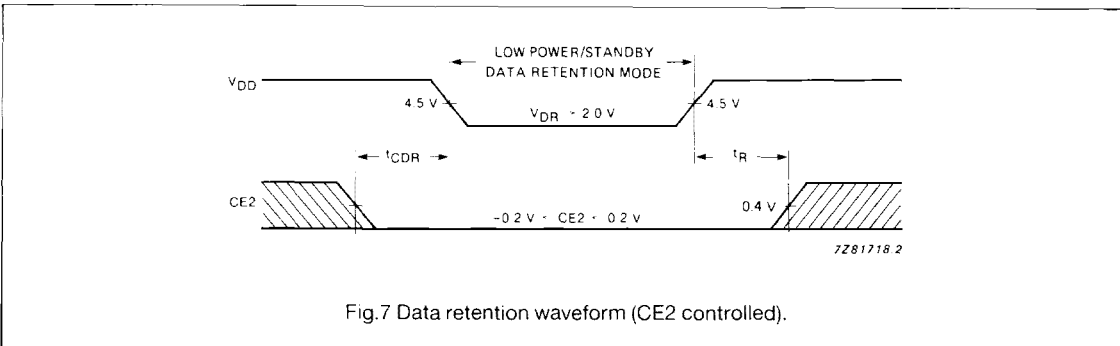 LOW POWER/STANDBY
DATA RETENTION MODE
VDD
4.5 V
VDR - 2.0 V
4.5 V
tCDR
tR
CE2
-0.2 V - CE2 - 0.2 V
0.4 V
7Z81718.2
Fig.7 Data retention waveform (CE2 controlled).